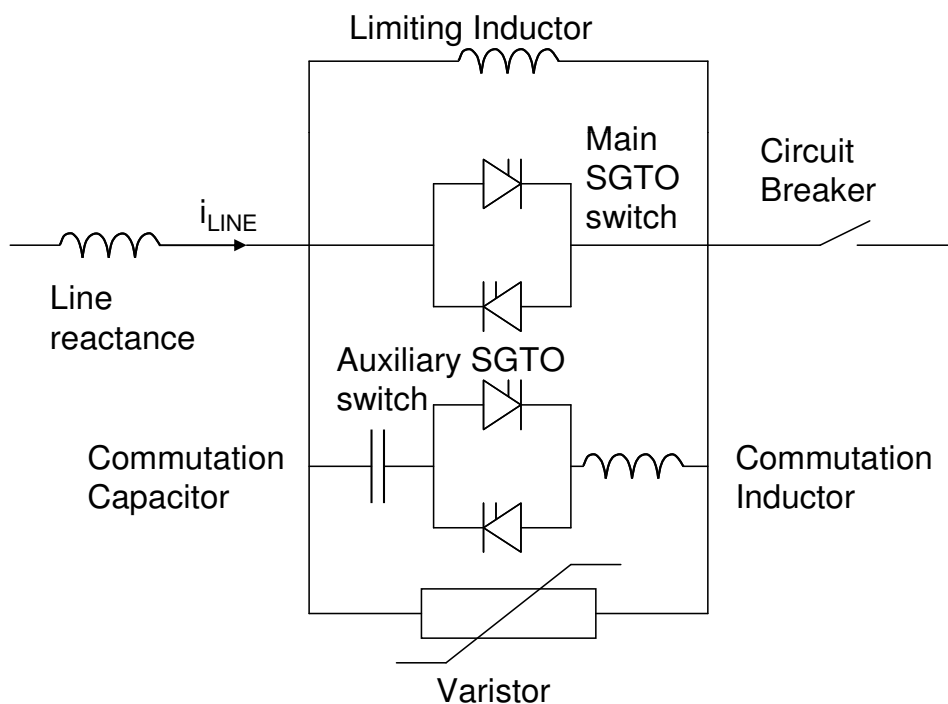 Limiting Inductor
Main
SGTO
switch
Circuit
Breaker
iLINE
Line
reactance
Auxiliary SGTO
switch
Commutation
Capacitor
Commutation
Inductor
Varistor